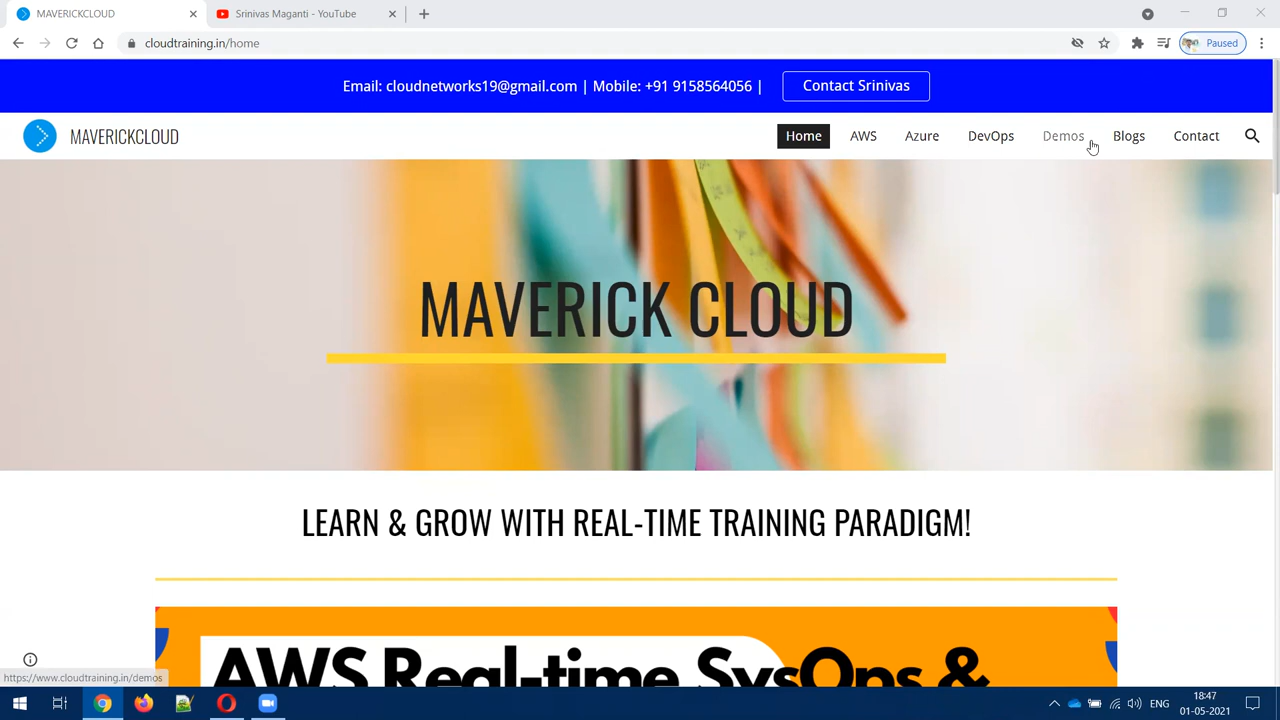 MAVERICKCLOUD
Srinivas Maganti - YouTube
cloudtraining.in/home
Paused
Email: cloudnetworks19@gmail.com | Mobile: +91 9158564056 |
Contact Srinivas
MAVERICKCLOUD
Home
AWS
Azure
DevOps
Demos
Blogs
Contact
MAVERICK CLOUD
LEARN & GROW WITH REAL-TIME TRAINING PARADIGM!
AWS Real-time SysOps &
https://www.cloudtraining.in/demos
ENG
18:47
01-05-2021